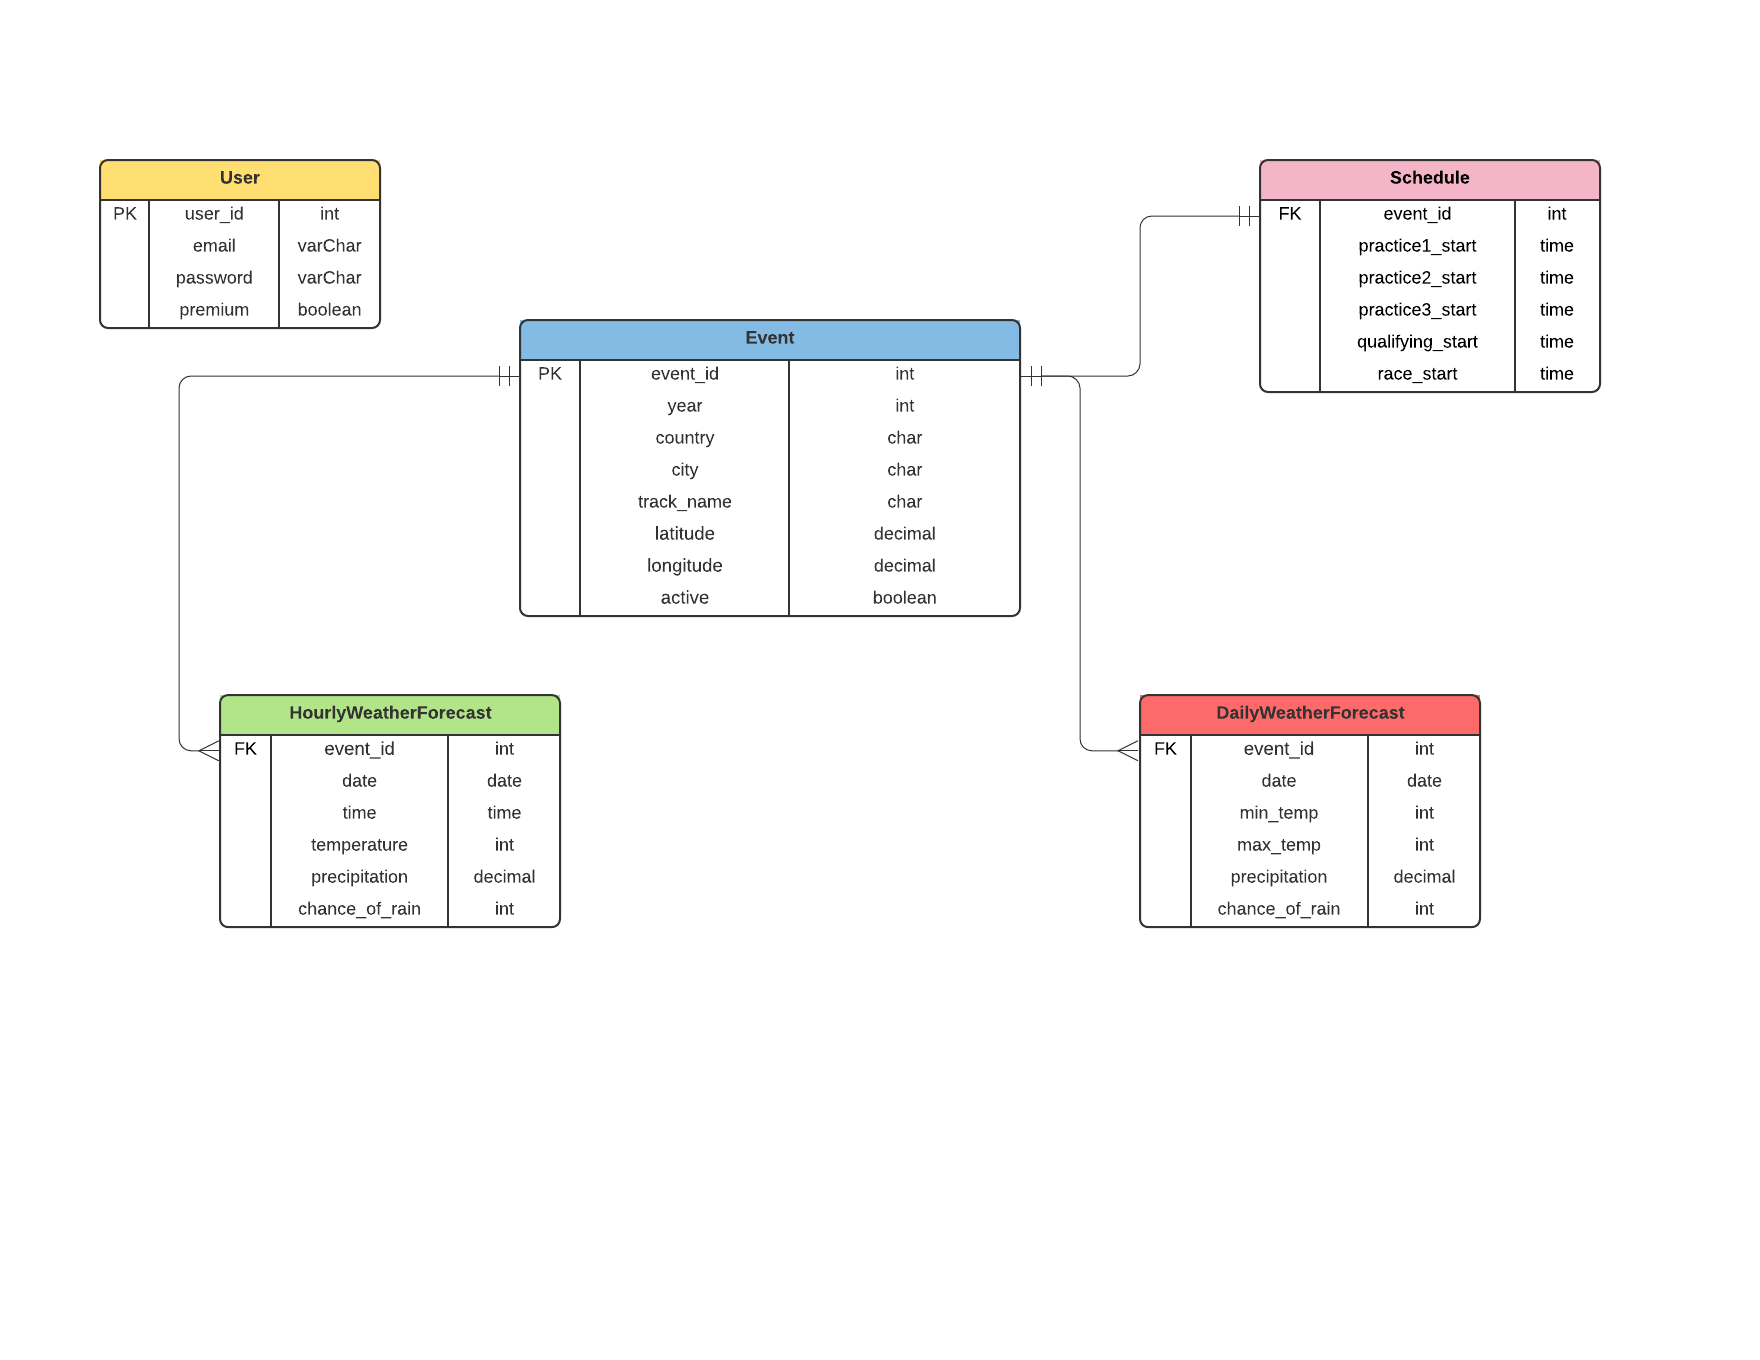 User
PK user_id int
email varChar
password varChar
premium boolean
Schedule
FK event_id int
practice1_start time
practice2_start time
practice3_start time
qualifying_start time
race_start time
Event
PK event_id int
year int
country char
city char
track_name char
latitude decimal
longitude decimal
active boolean
HourlyWeatherForecast
FK event_id int
date date
time time
temperature int
precipitation decimal
chance_of_rain int
DailyWeatherForecast
FK event_id int
date date
min_temp int
max_temp int
precipitation decimal
chance_of_rain int